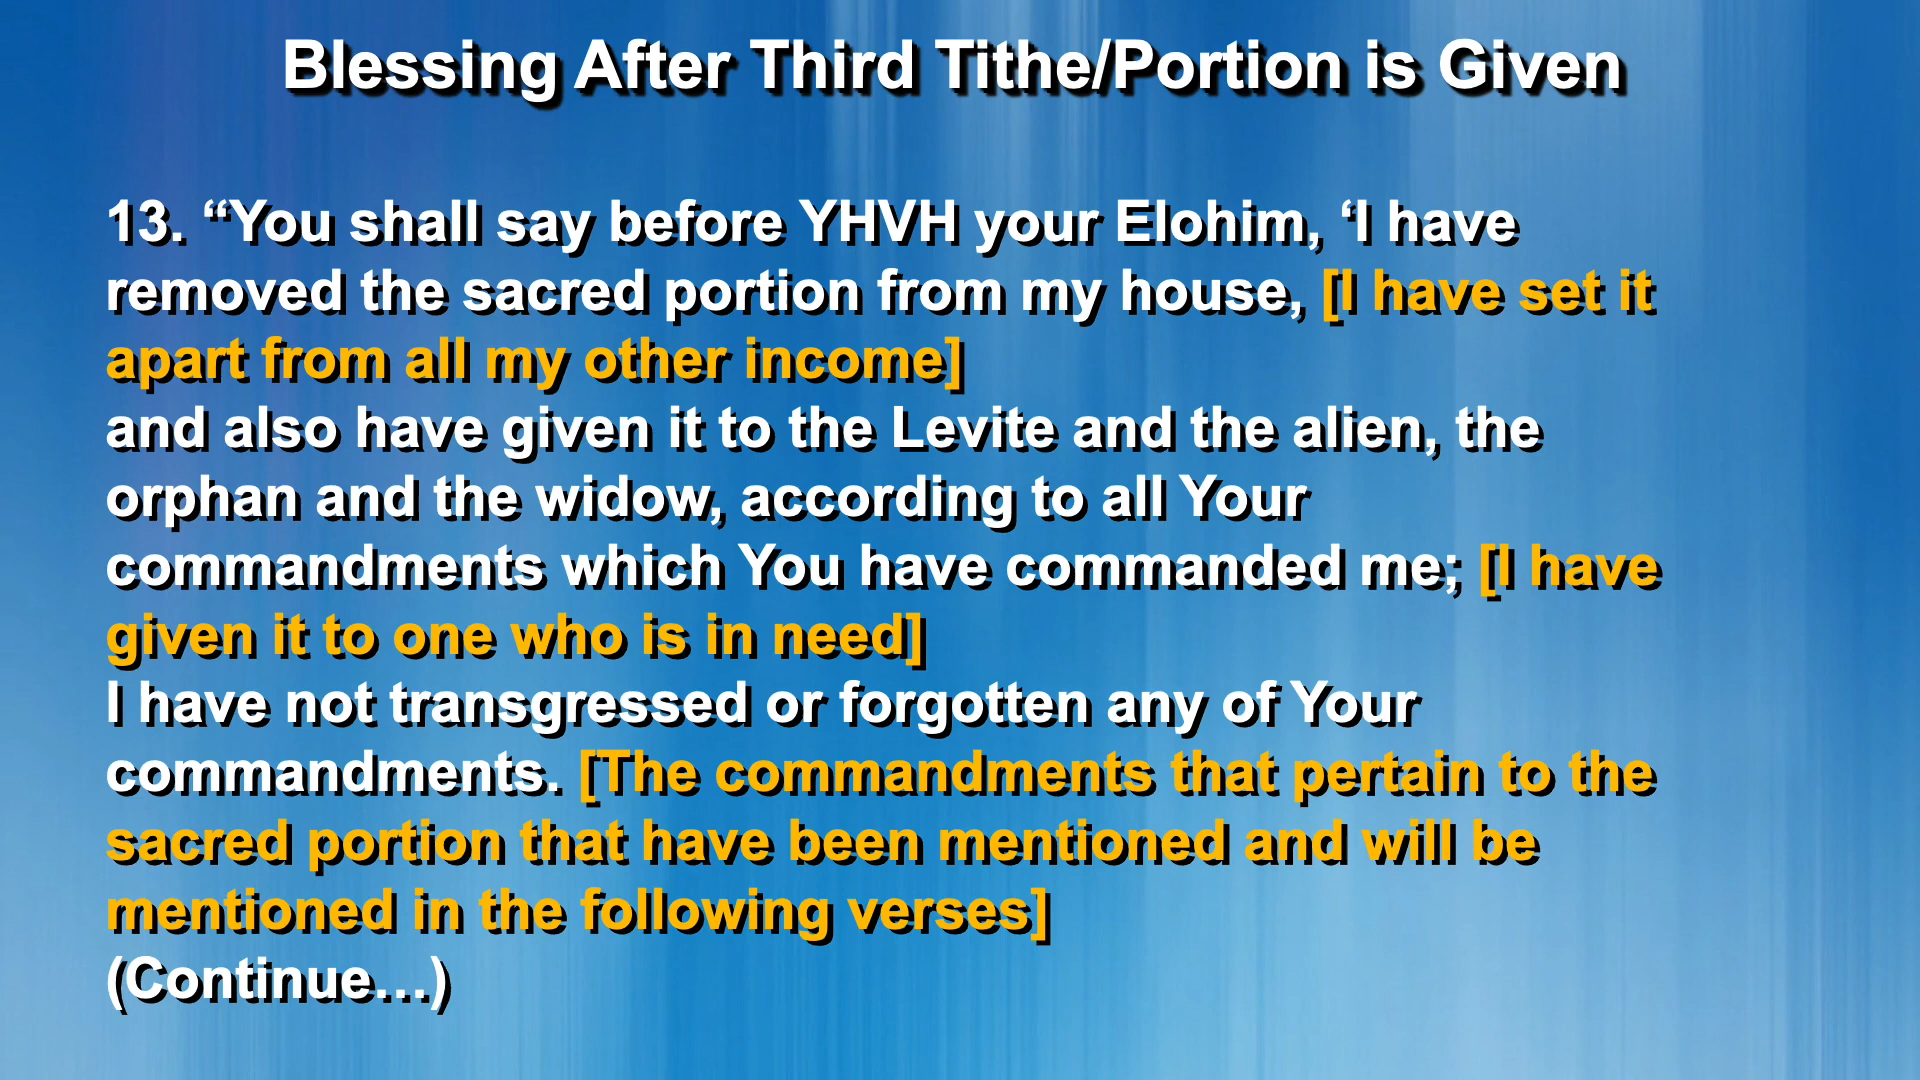 Blessing After Third Tithe/Portion is Given
13. “You shall say before YHVH your Elohim, ‘I have
removed the sacred portion from my house, [I have set it
apart from all my other income]
and also have given it to the Levite and the alien, the
orphan and the widow, according to all Your
commandments which You have commanded me; [I have
given it to one who is in need]
I have not transgressed or forgotten any of Your
commandments. [The commandments that pertain to the
sacred portion that have been mentioned and will be
mentioned in the following verses]
(Continue…)